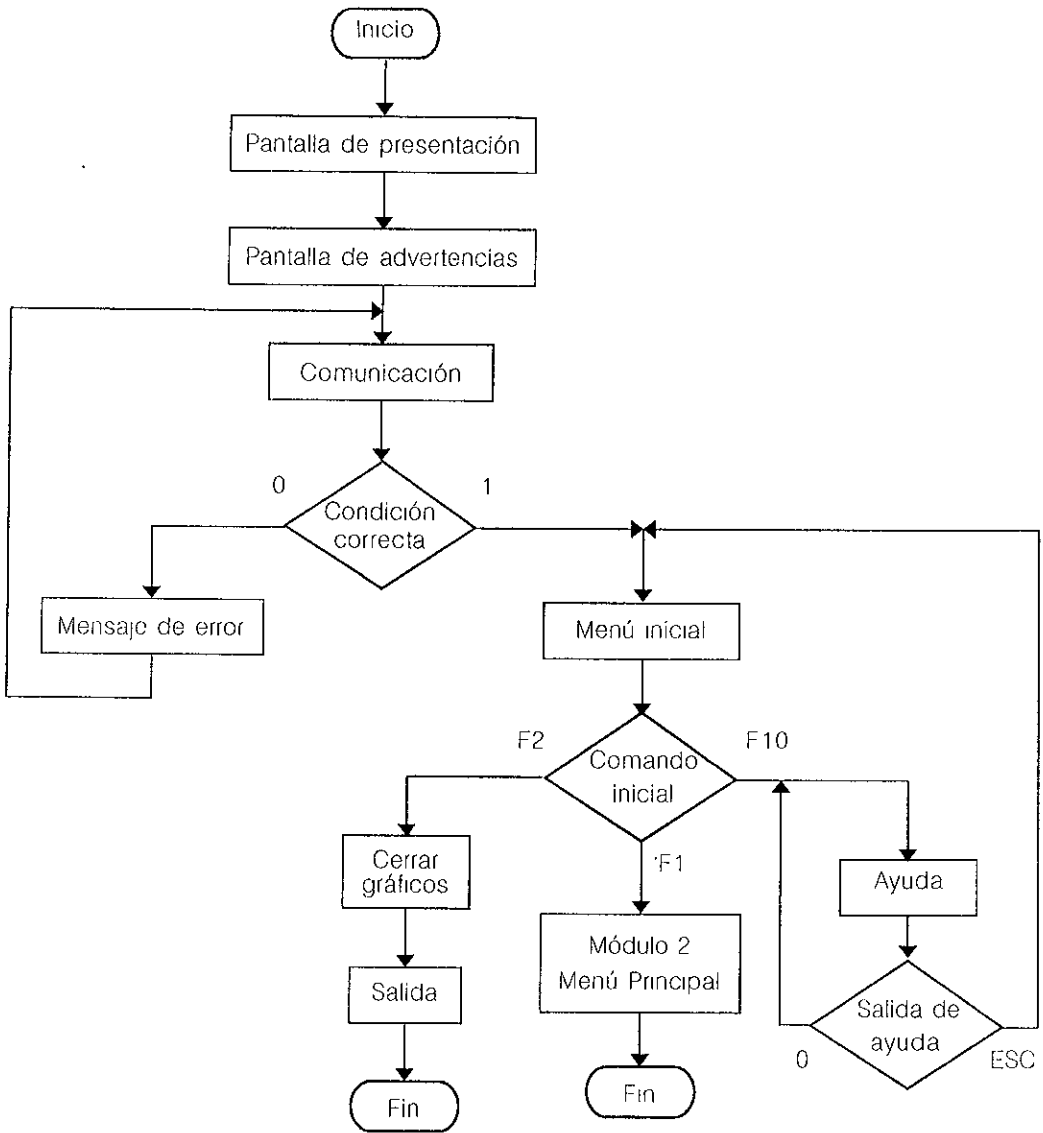 Inicio
Pantalla de presentación
Pantalla de advertencias
Comunicación
0
1
Condición
correcta
Mensaje de error
Menú inicial
F2
F10
Comando
inicial
F1
Cerrar
gráficos
Ayuda
Módulo 2
Menú Principal
Salida
Salida de
ayuda
0
ESC
Fin
Fin